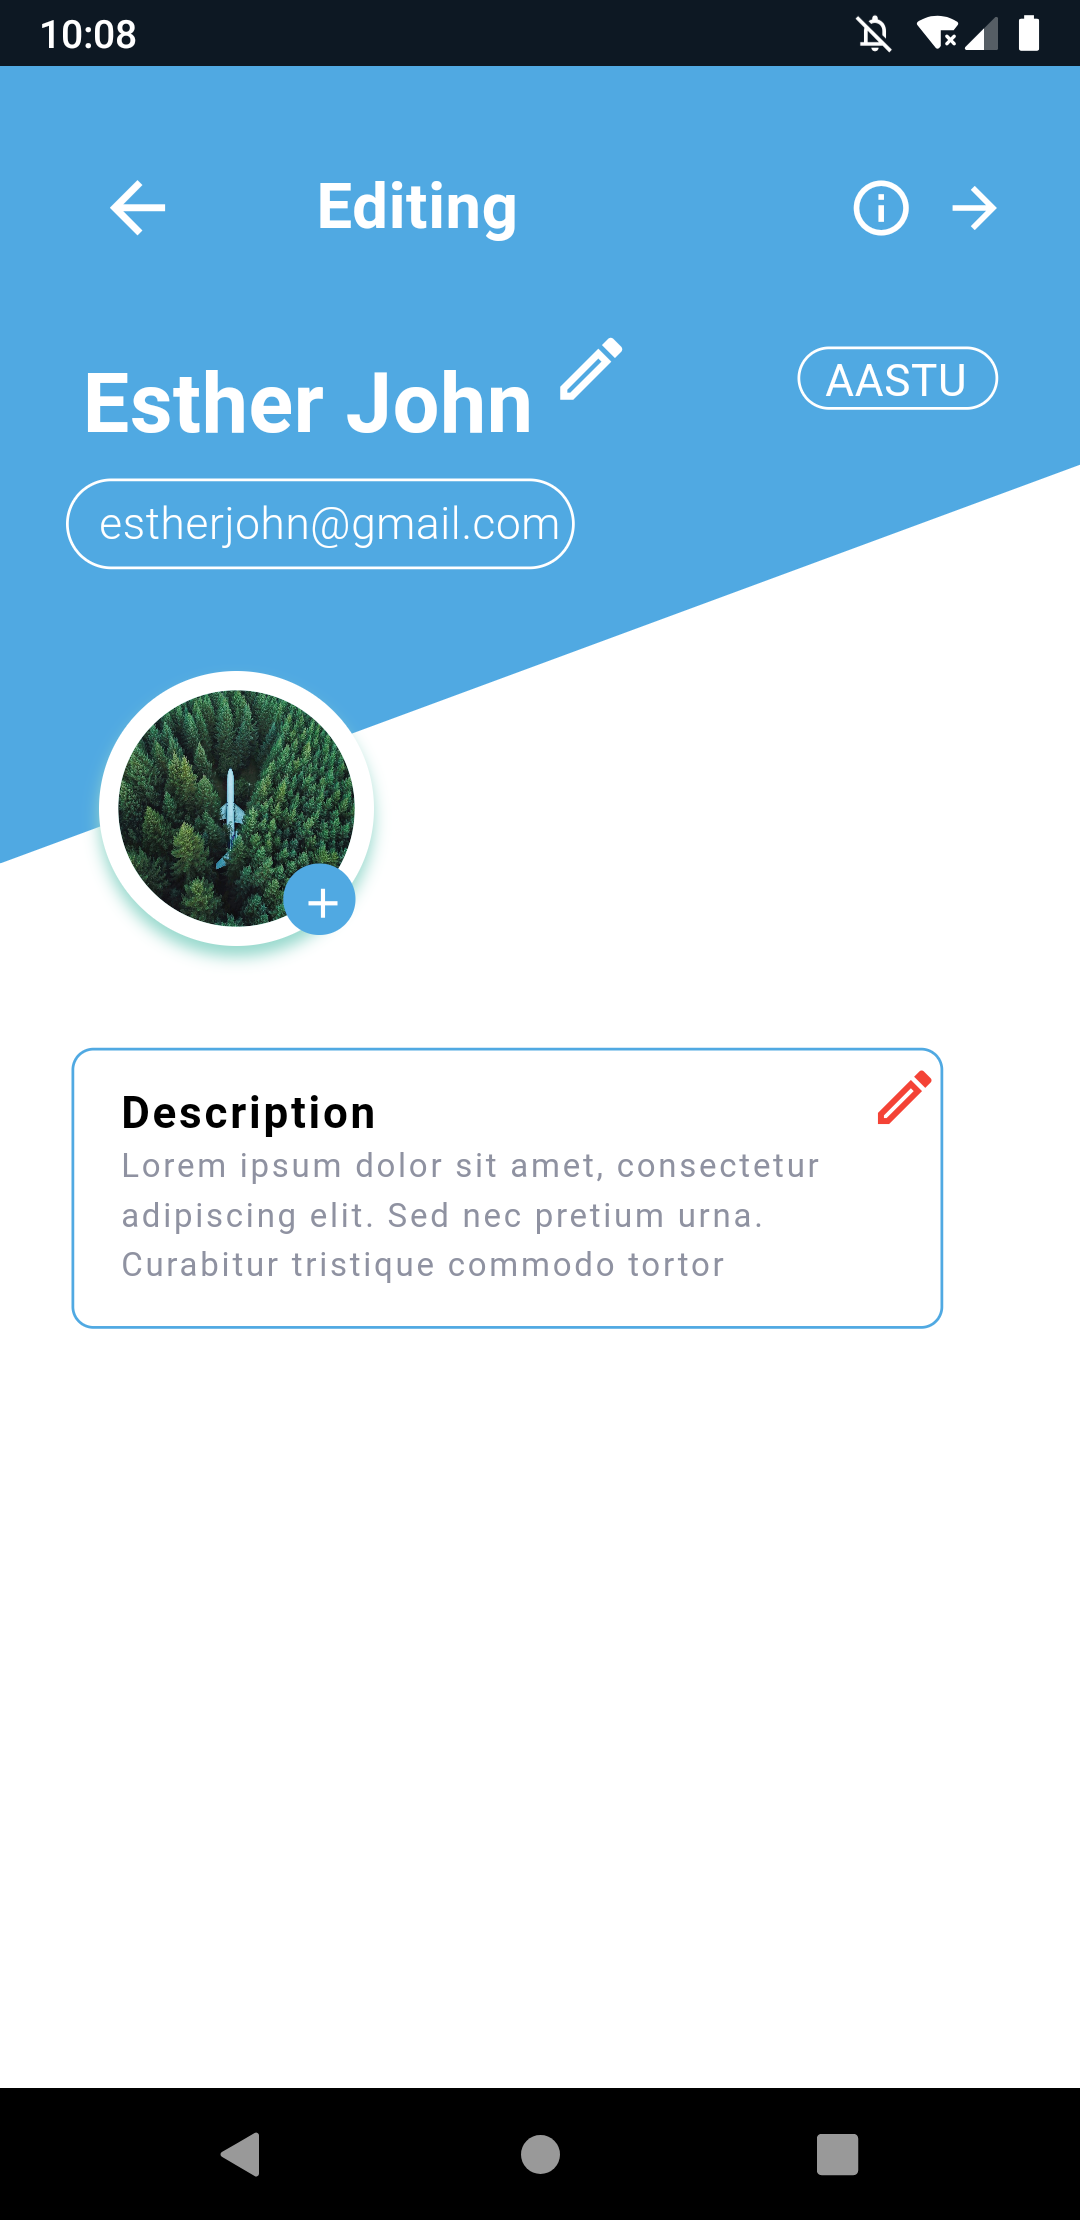 10:08
Editing
Esther John
AASTU
estherjohn@gmail.com
Description
Lorem ipsum dolor sit amet, consectetur
adipiscing elit. Sed nec pretium urna.
Curabitur tristique commodo tortor